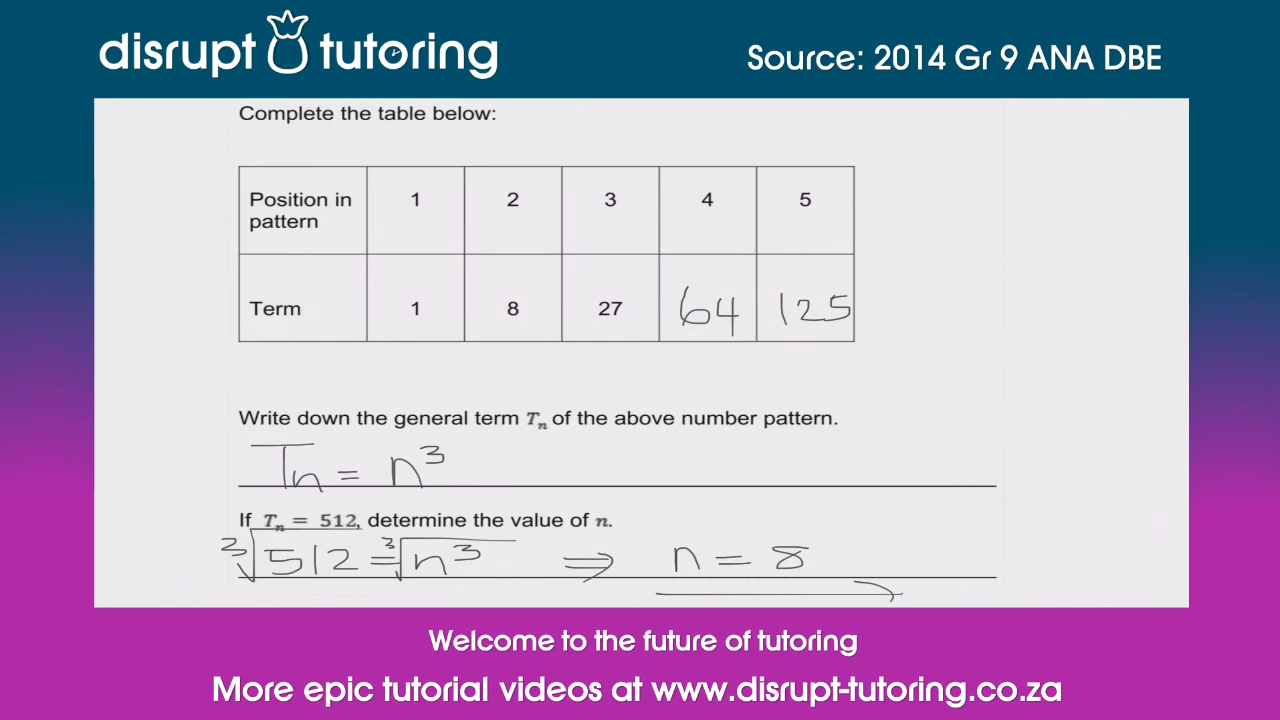 disrupt tutoring
Source: 2014 Gr 9 ANA DBE
Complete the table below:
Position in pattern 1 2 3 4 5
Term 1 8 27 64 125
Write down the general term Tₙ of the above number pattern.
Tn = n³
If Tₙ = 512, determine the value of n.
∛512 = ∛n³ ⇒ n = 8
Welcome to the future of tutoring
More epic tutorial videos at www.disrupt-tutoring.co.za